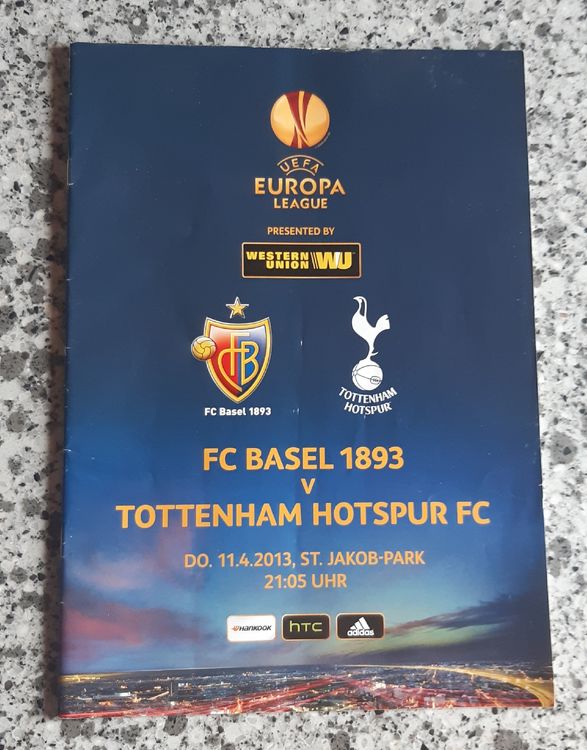 UEFA
EUROPA
LEAGUE
PRESENTED BY
WESTERN
UNION WU
FCB
TOTTENHAM
HOTSPUR
FC Basel 1893
FC BASEL 1893
V
TOTTENHAM HOTSPUR FC
DO. 11.4.2013, ST. JAKOB-PARK
21:05 UHR
HANKOOK
hTC
adidas